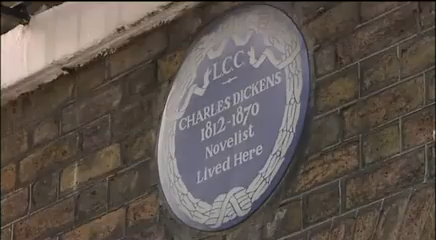 LCC
CHARLES DICKENS
1812-1870
Novelist
Lived Here